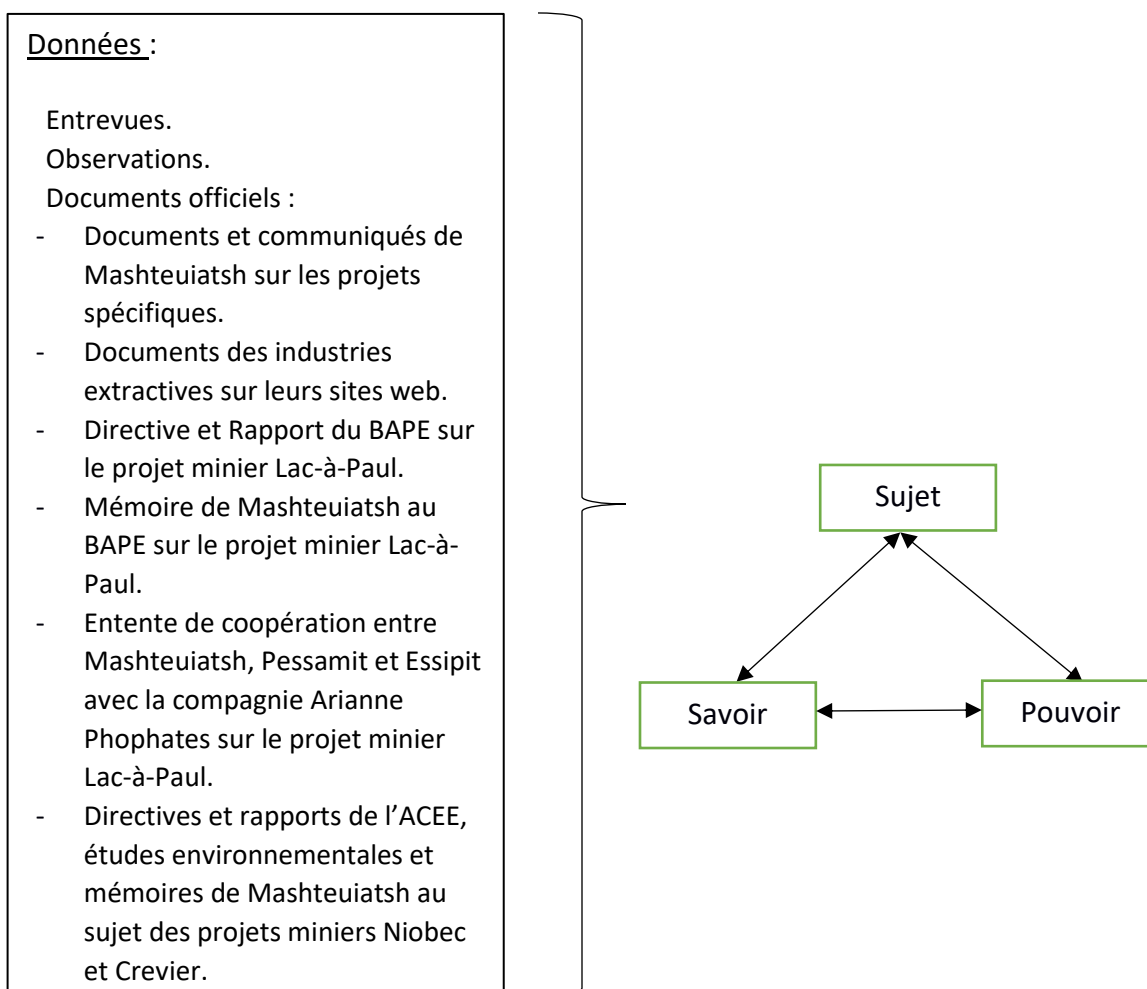 Données :
Entrevues.
Observations.
Documents officiels :
- Documents et communiqués de
Mashteuiatsh sur les projets
spécifiques.
- Documents des industries
extractives sur leurs sites web.
- Directive et Rapport du BAPE sur
le projet minier Lac-à-Paul.
- Mémoire de Mashteuiatsh au
BAPE sur le projet minier Lac-à-
Paul.
- Entente de coopération entre
Mashteuiatsh, Pessamit et Essipit
avec la compagnie Arianne
Phophates sur le projet minier
Lac-à-Paul.
- Directives et rapports de l’ACEE,
études environnementales et
mémoires de Mashteuiatsh au
sujet des projets miniers Niobec
et Crevier.
Sujet
Savoir
Pouvoir